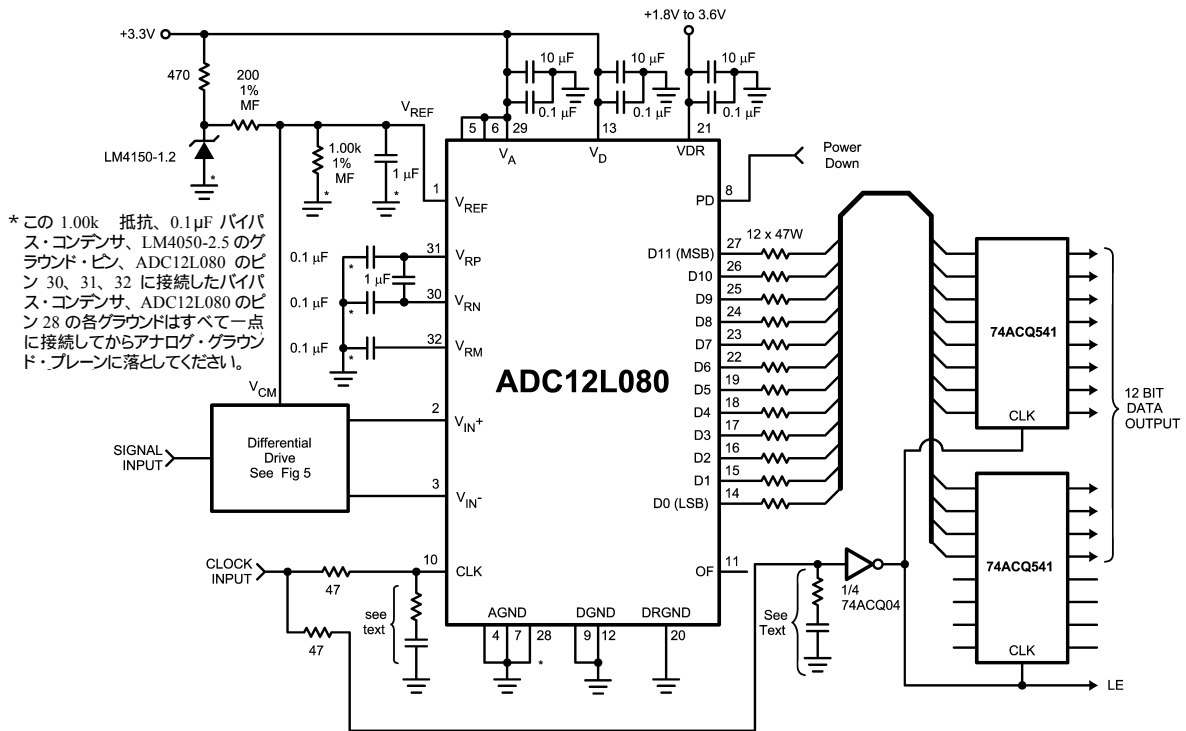 +3.3V
+1.8V to 3.6V
470
200
1%
MF
10 µF
10 µF
10 µF
0.1 µF
0.1 µF
0.1 µF
VREF
5
6
29
13
21
VA
VD
VDR
LM4150-1.2
*
1.00k
1%
MF
*
1 µF
*
1
VREF
Power
Down
8
PD
* この 1.00k 抵抗、0.1µF バイパ
ス・コンデンサ、LM4050-2.5 のグ
ラウンド・ピン、ADC12L080 のピ
ン 30、31、32 に接続したバイパ
ス・コンデンサ、ADC12L080 のピ
ン 28 の各グラウンドはすべて一点
に接続してからアナログ・グラウン
ド・プレーンに落としてください。
0.1 µF
*
31
VRP
1 µF
0.1 µF
*
30
VRN
0.1 µF
*
32
VRM
ADC12L080
12 x 47W
D11 (MSB)
27
D10
26
D9
25
D8
24
D7
23
D6
22
D5
19
D4
18
D3
17
D2
16
D1
15
D0 (LSB)
14
74ACQ541
CLK
12 BIT
DATA
OUTPUT
VCM
SIGNAL
INPUT
Differential
Drive
See Fig 5
2
VIN+
3
VIN-
CLOCK
INPUT
47
10
CLK
47
see
text
OF
11
AGND
DGND
DRGND
4
7
28
*
9
12
20
See
Text
1/4
74ACQ04
74ACQ541
CLK
LE